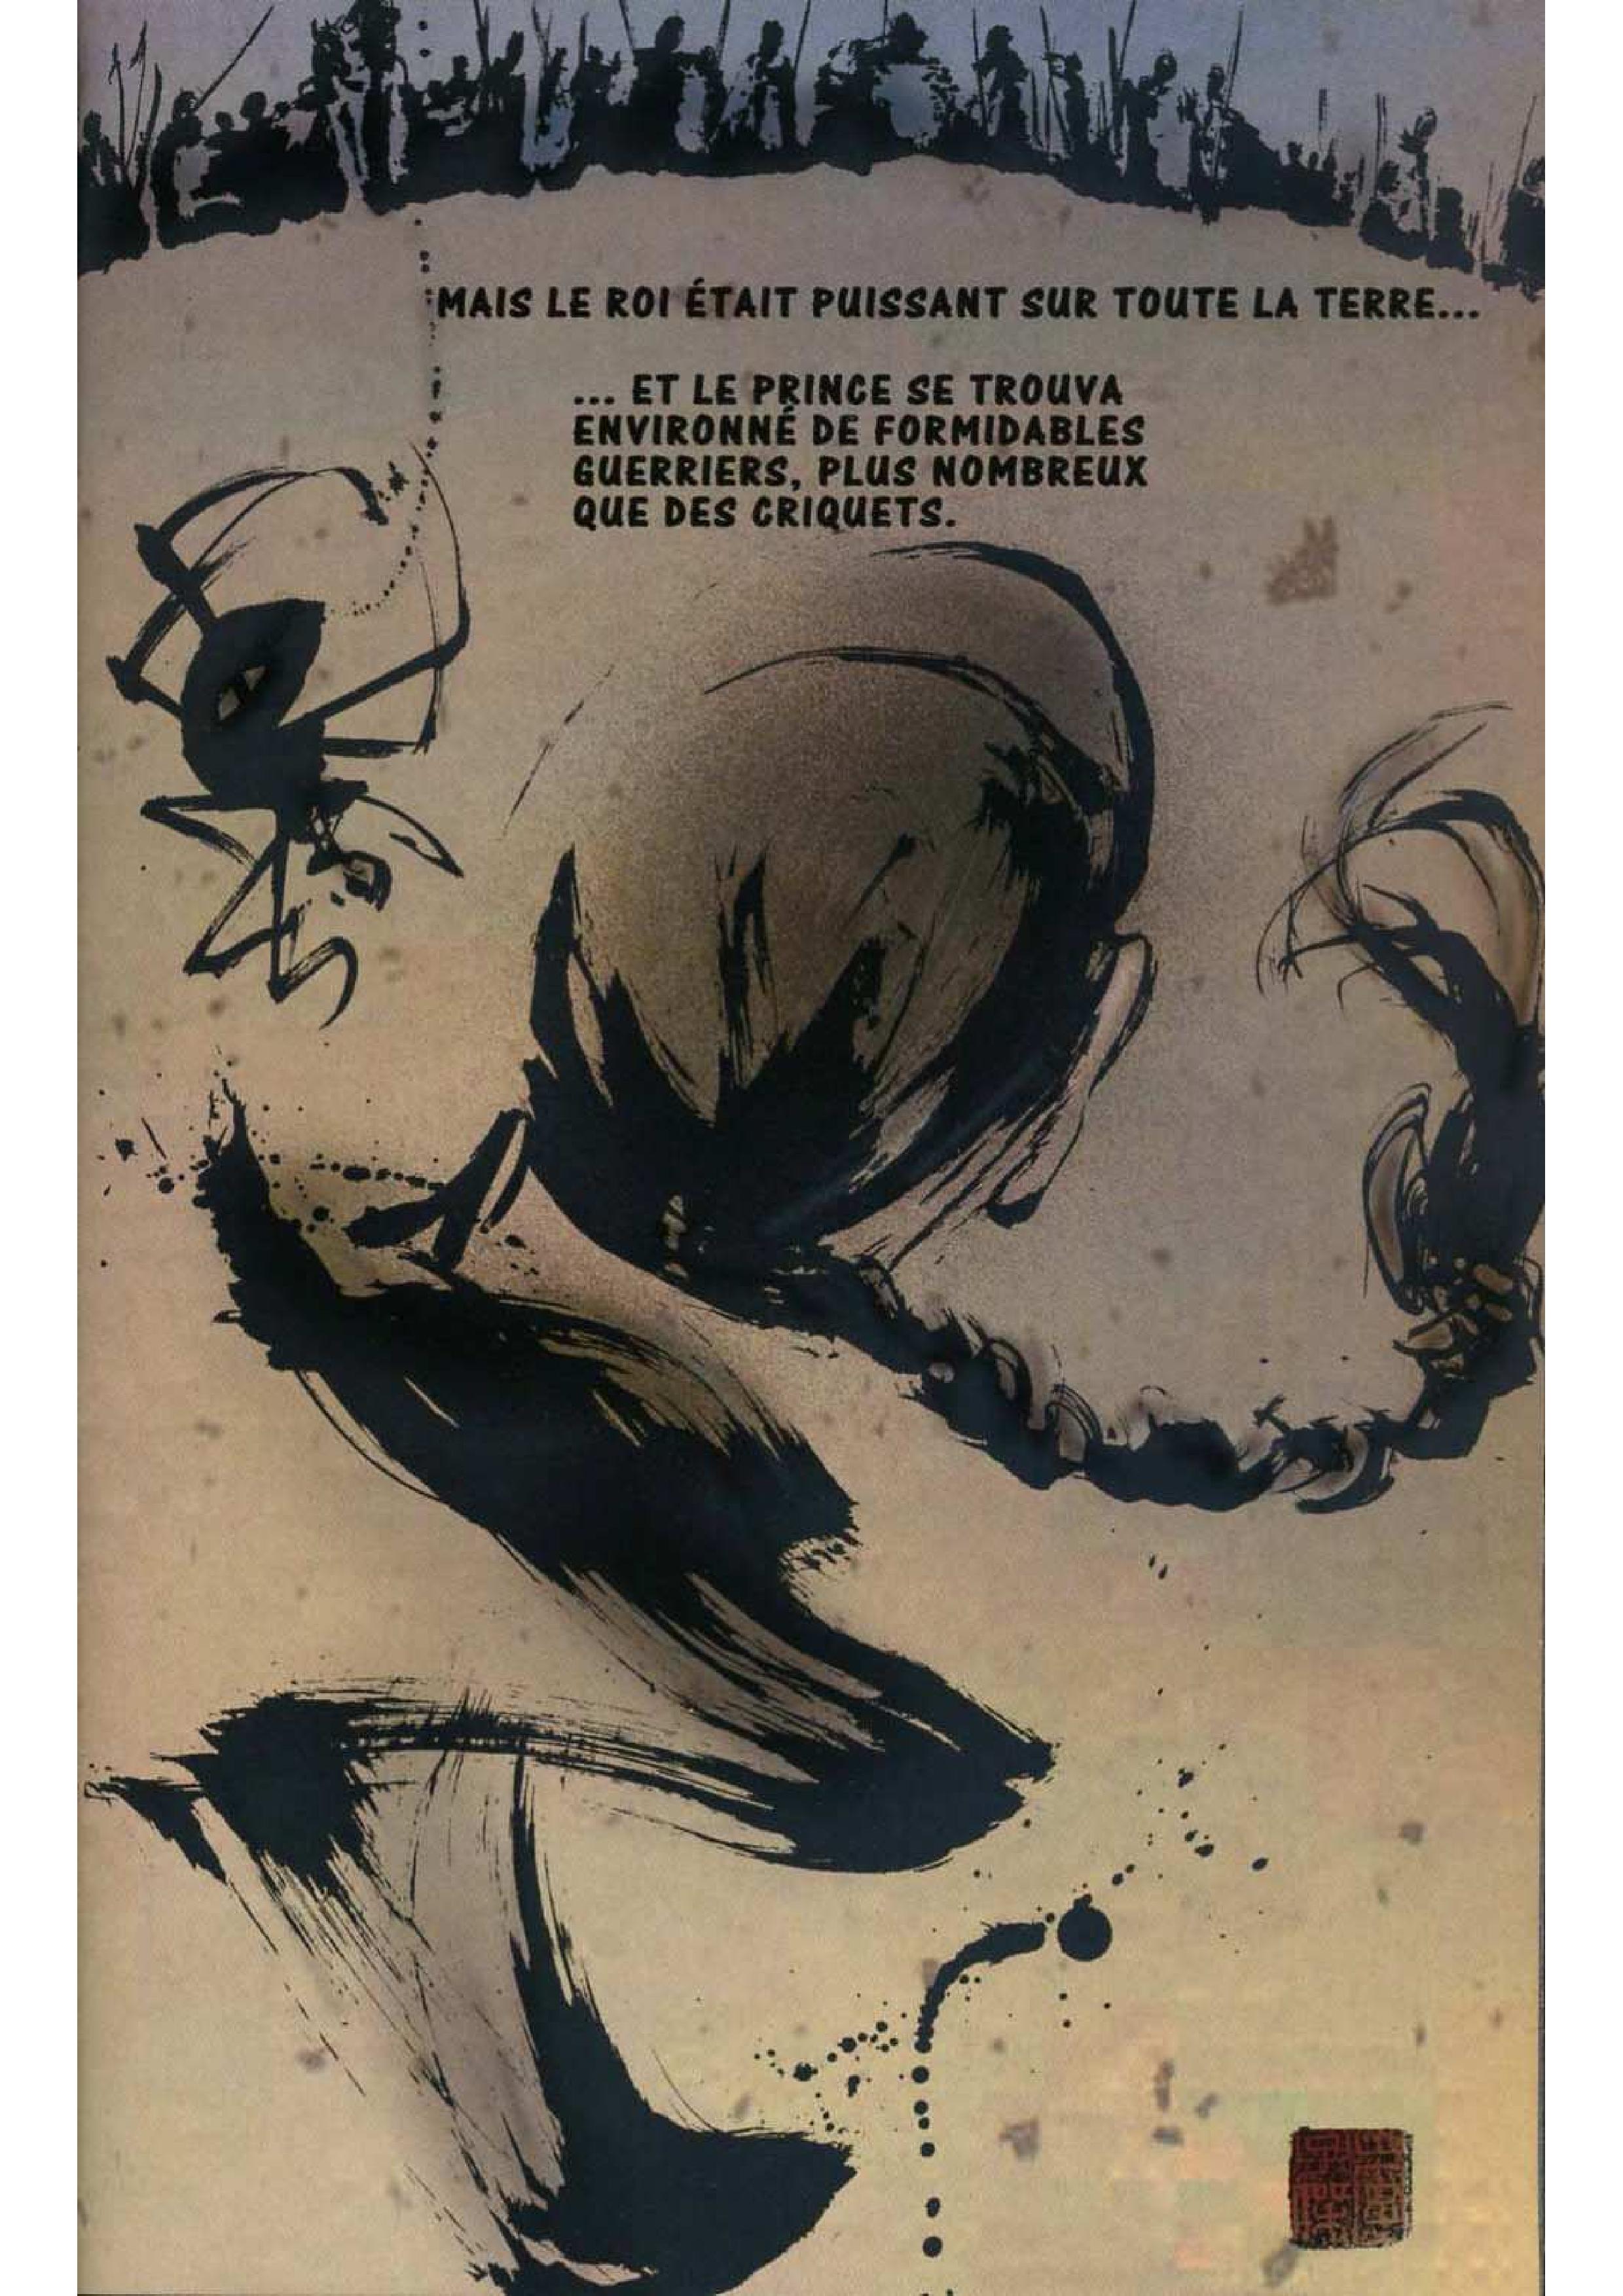 MAIS LE ROI ÉTAIT PUISSANT SUR TOUTE LA TERRE...
... ET LE PRINCE SE TROUVA
ENVIRONNÉ DE FORMIDABLES
GUERRIERS, PLUS NOMBREUX
QUE DES CRIQUETS.